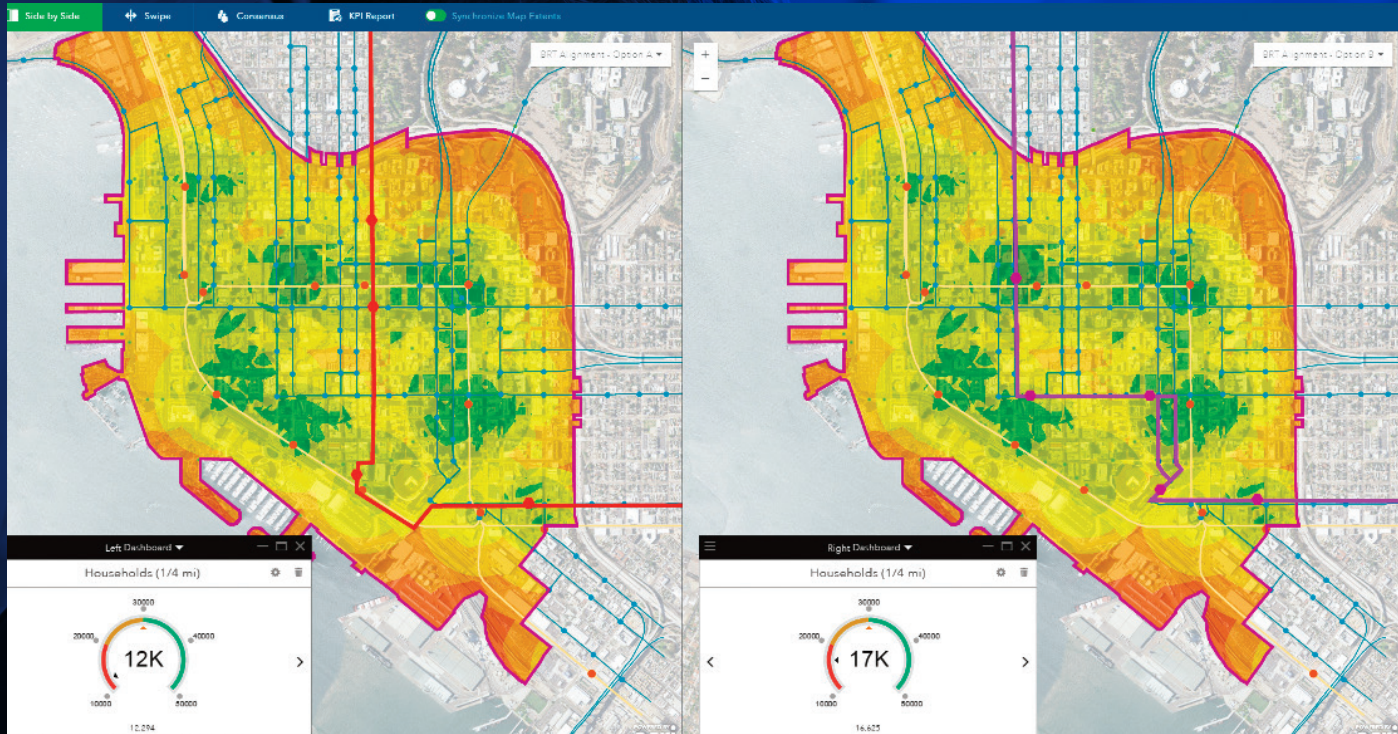 Side by Side
Swipe
Consensus
KPI Report
Synchronize Map Extents
BRT Alignment - Option A
+
−
BRT Alignment - Option B
Left Dashboard
Households (1/4 mi)
30000
20000
40000
12K
10000
50000
12,294
Right Dashboard
Households (1/4 mi)
30000
20000
40000
17K
10000
50000
16,625